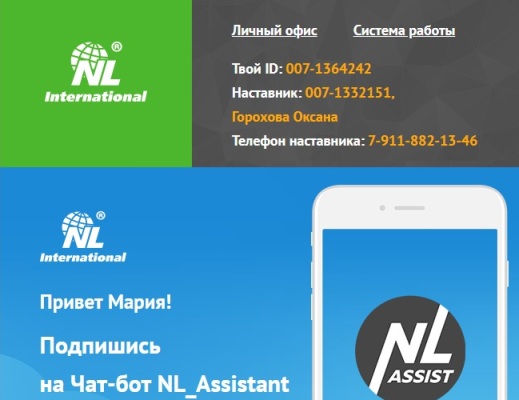 Личный офис Система работы
NL ®
International
Твой ID: 007-1364242
Наставник: 007-1332151,
Горохова Оксана
Телефон наставника: 7-911-882-13-46
NL ®
International
Привет Мария!
Подпишись
на Чат-бот NL_Assistant
NL
ASSIST